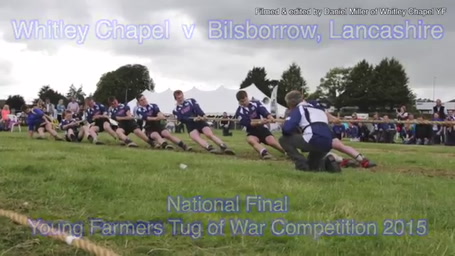 Filmed & edited by Daniel Miller of Whitley Chapel YF
Whitley Chapel v Bilsborrow, Lancashire
National Final
Young Farmers Tug of War Competition 2015